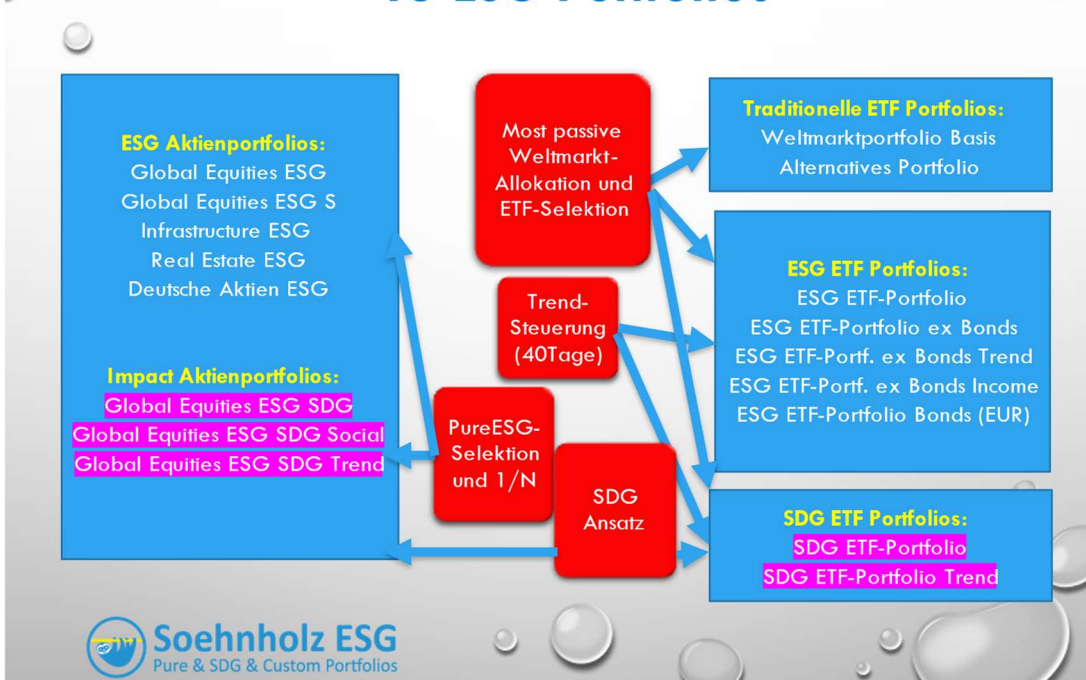 ESG Aktienportfolios:
Global Equities ESG
Global Equities ESG S
Infrastructure ESG
Real Estate ESG
Deutsche Aktien ESG
Impact Aktienportfolios:
Global Equities ESG SDG
Global Equities ESG SDG Social
Global Equities ESG SDG Trend
Most passive
Weltmarkt-
Allokation und
ETF-Selektion
Trend-
Steuerung
(40Tage)
PureESG-
Selektion
und 1/N
SDG
Ansatz
Traditionelle ETF Portfolios:
Weltmarktportfolio Basis
Alternatives Portfolio
ESG ETF Portfolios:
ESG ETF-Portfolio
ESG ETF-Portfolio ex Bonds
ESG ETF-Portf. ex Bonds Trend
ESG ETF-Portf. ex Bonds Income
ESG ETF-Portfolio Bonds (EUR)
SDG ETF Portfolios:
SDG ETF-Portfolio
SDG ETF-Portfolio Trend
Soehnholz ESG
Pure & SDG & Custom Portfolios